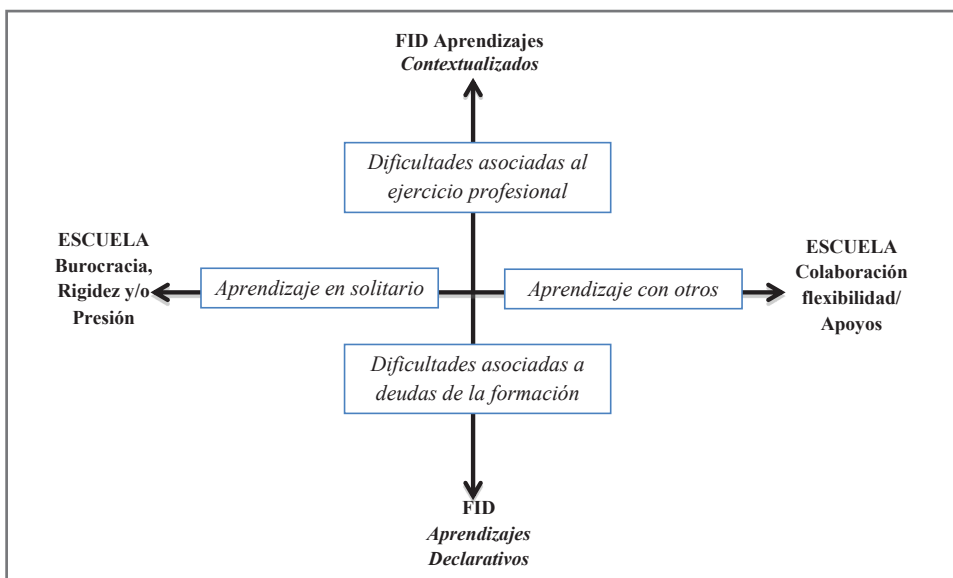 FID Aprendizajes
Contextualizados
Dificultades asociadas al
ejercicio profesional
ESCUELA
Burocracia,
Rigidez y/o
Presión
Aprendizaje en solitario
Aprendizaje con otros
ESCUELA
Colaboración
flexibilidad/
Apoyos
Dificultades asociadas a
deudas de la formación
FID
Aprendizajes
Declarativos